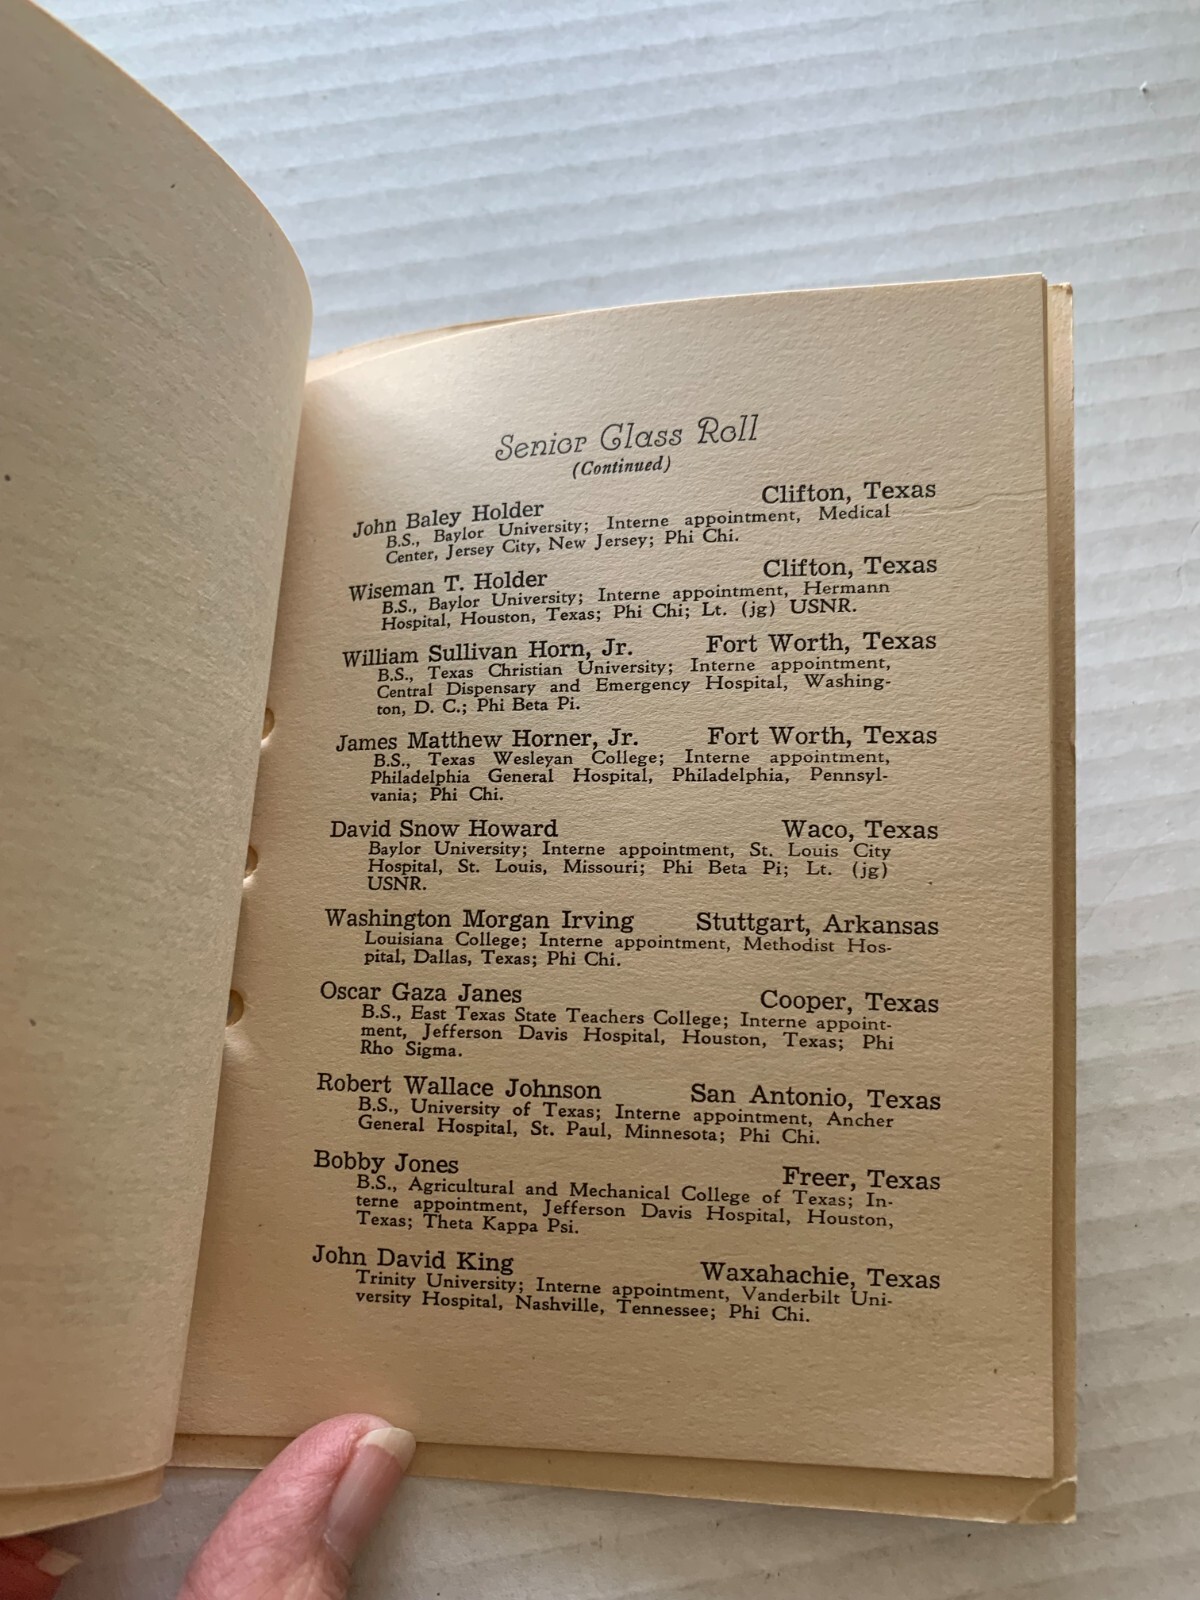 Senior Class Roll
(Continued)
John Baley Holder Clifton, Texas
B.S., Baylor University; Interne appointment, Medical
Center, Jersey City, New Jersey; Phi Chi.
Wiseman T. Holder Clifton, Texas
B.S., Baylor University; Interne appointment, Hermann
Hospital, Houston, Texas; Phi Chi; Lt. (jg) USNR.
William Sullivan Horn, Jr. Fort Worth, Texas
B.S., Texas Christian University; Interne appointment,
Central Dispensary and Emergency Hospital, Washing-
ton, D. C.; Phi Beta Pi.
James Matthew Horner, Jr. Fort Worth, Texas
B.S., Texas Wesleyan College; Interne appointment,
Philadelphia General Hospital, Philadelphia, Pennsyl-
vania; Phi Chi.
David Snow Howard Waco, Texas
Baylor University; Interne appointment, St. Louis City
Hospital, St. Louis, Missouri; Phi Beta Pi; Lt. (jg)
USNR.
Washington Morgan Irving Stuttgart, Arkansas
Louisiana College; Interne appointment, Methodist Hos-
pital, Dallas, Texas; Phi Chi.
Oscar Gaza Janes Cooper, Texas
B.S., East Texas State Teachers College; Interne appoint-
ment, Jefferson Davis Hospital, Houston, Texas; Phi
Rho Sigma.
Robert Wallace Johnson San Antonio, Texas
B.S., University of Texas; Interne appointment, Ancher
General Hospital, St. Paul, Minnesota; Phi Chi.
Bobby Jones Freer, Texas
B.S., Agricultural and Mechanical College of Texas; In-
terne appointment, Jefferson Davis Hospital, Houston,
Texas; Theta Kappa Psi.
John David King Waxahachie, Texas
Trinity University; Interne appointment, Vanderbilt Uni-
versity Hospital, Nashville, Tennessee; Phi Chi.